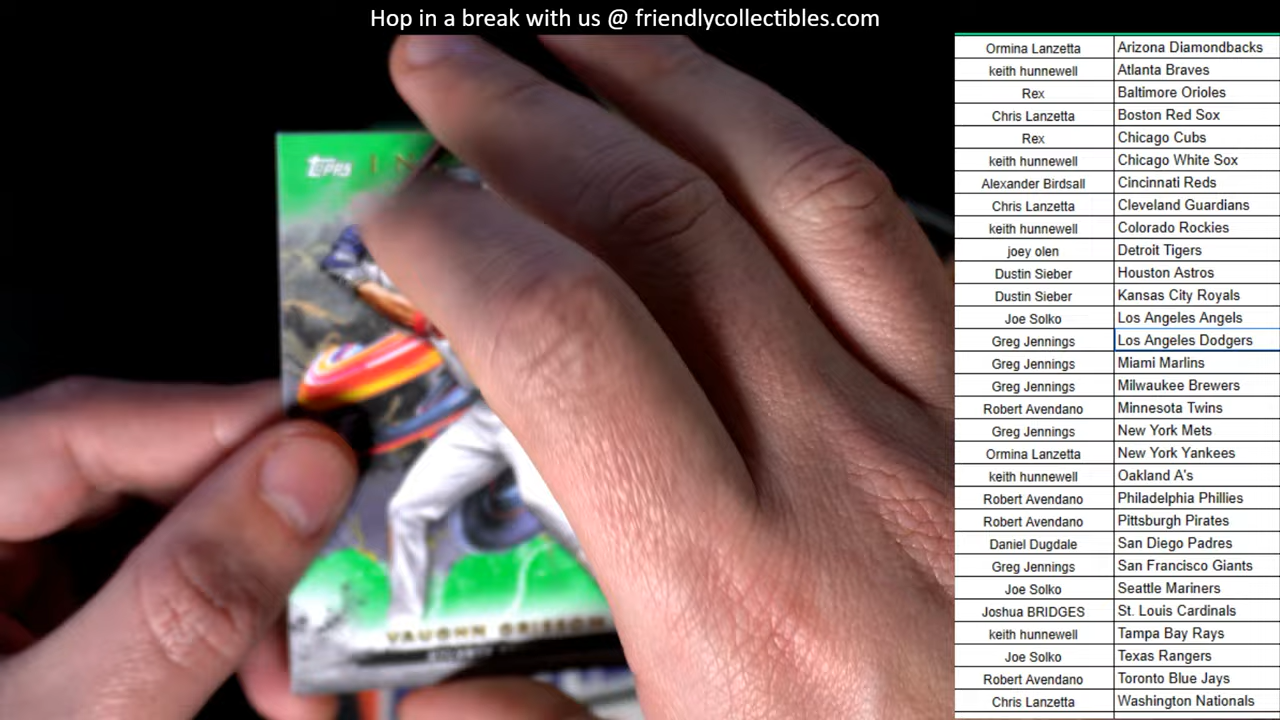 Hop in a break with us @ friendlycollectibles.com
Ormina Lanzetta Arizona Diamondbacks
keith hunnewell Atlanta Braves
Rex Baltimore Orioles
Chris Lanzetta Boston Red Sox
Rex Chicago Cubs
keith hunnewell Chicago White Sox
Alexander Birdsall Cincinnati Reds
Chris Lanzetta Cleveland Guardians
keith hunnewell Colorado Rockies
joey olen Detroit Tigers
Dustin Sieber Houston Astros
Dustin Sieber Kansas City Royals
Joe Solko Los Angeles Angels
Greg Jennings Los Angeles Dodgers
Greg Jennings Miami Marlins
Greg Jennings Milwaukee Brewers
Robert Avendano Minnesota Twins
Greg Jennings New York Mets
Ormina Lanzetta New York Yankees
keith hunnewell Oakland A's
Robert Avendano Philadelphia Phillies
Robert Avendano Pittsburgh Pirates
Daniel Dugdale San Diego Padres
Greg Jennings San Francisco Giants
Joe Solko Seattle Mariners
Joshua BRIDGES St. Louis Cardinals
keith hunnewell Tampa Bay Rays
Joe Solko Texas Rangers
Robert Avendano Toronto Blue Jays
Chris Lanzetta Washington Nationals
Topps
VAUGHN GRISSOM